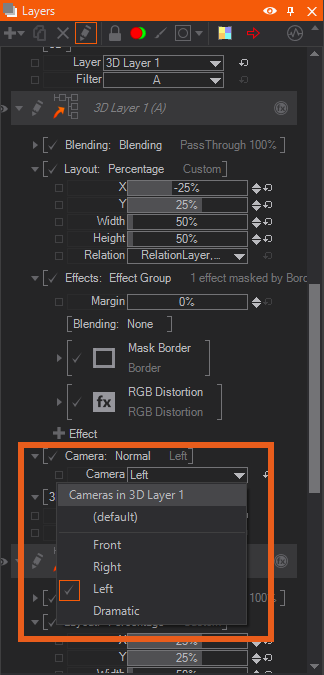 Layers
Layer 3D Layer 1
Filter A
3D Layer 1 (A)
fx
Blending: Blending PassThrough 100%
Layout: Percentage Custom
X -25%
Y 25%
Width 50%
Height 50%
Relation RelationLayer,...
Effects: Effect Group 1 effect masked by Bord
Margin 0%
Blending: None
Mask Border
Border
fx RGB Distortion
RGB Distortion
Effect
Camera: Normal Left
Camera Left
Cameras in 3D Layer 1
(default)
Front
Right
Left
Dramatic
100%
X 25%
Y 25%